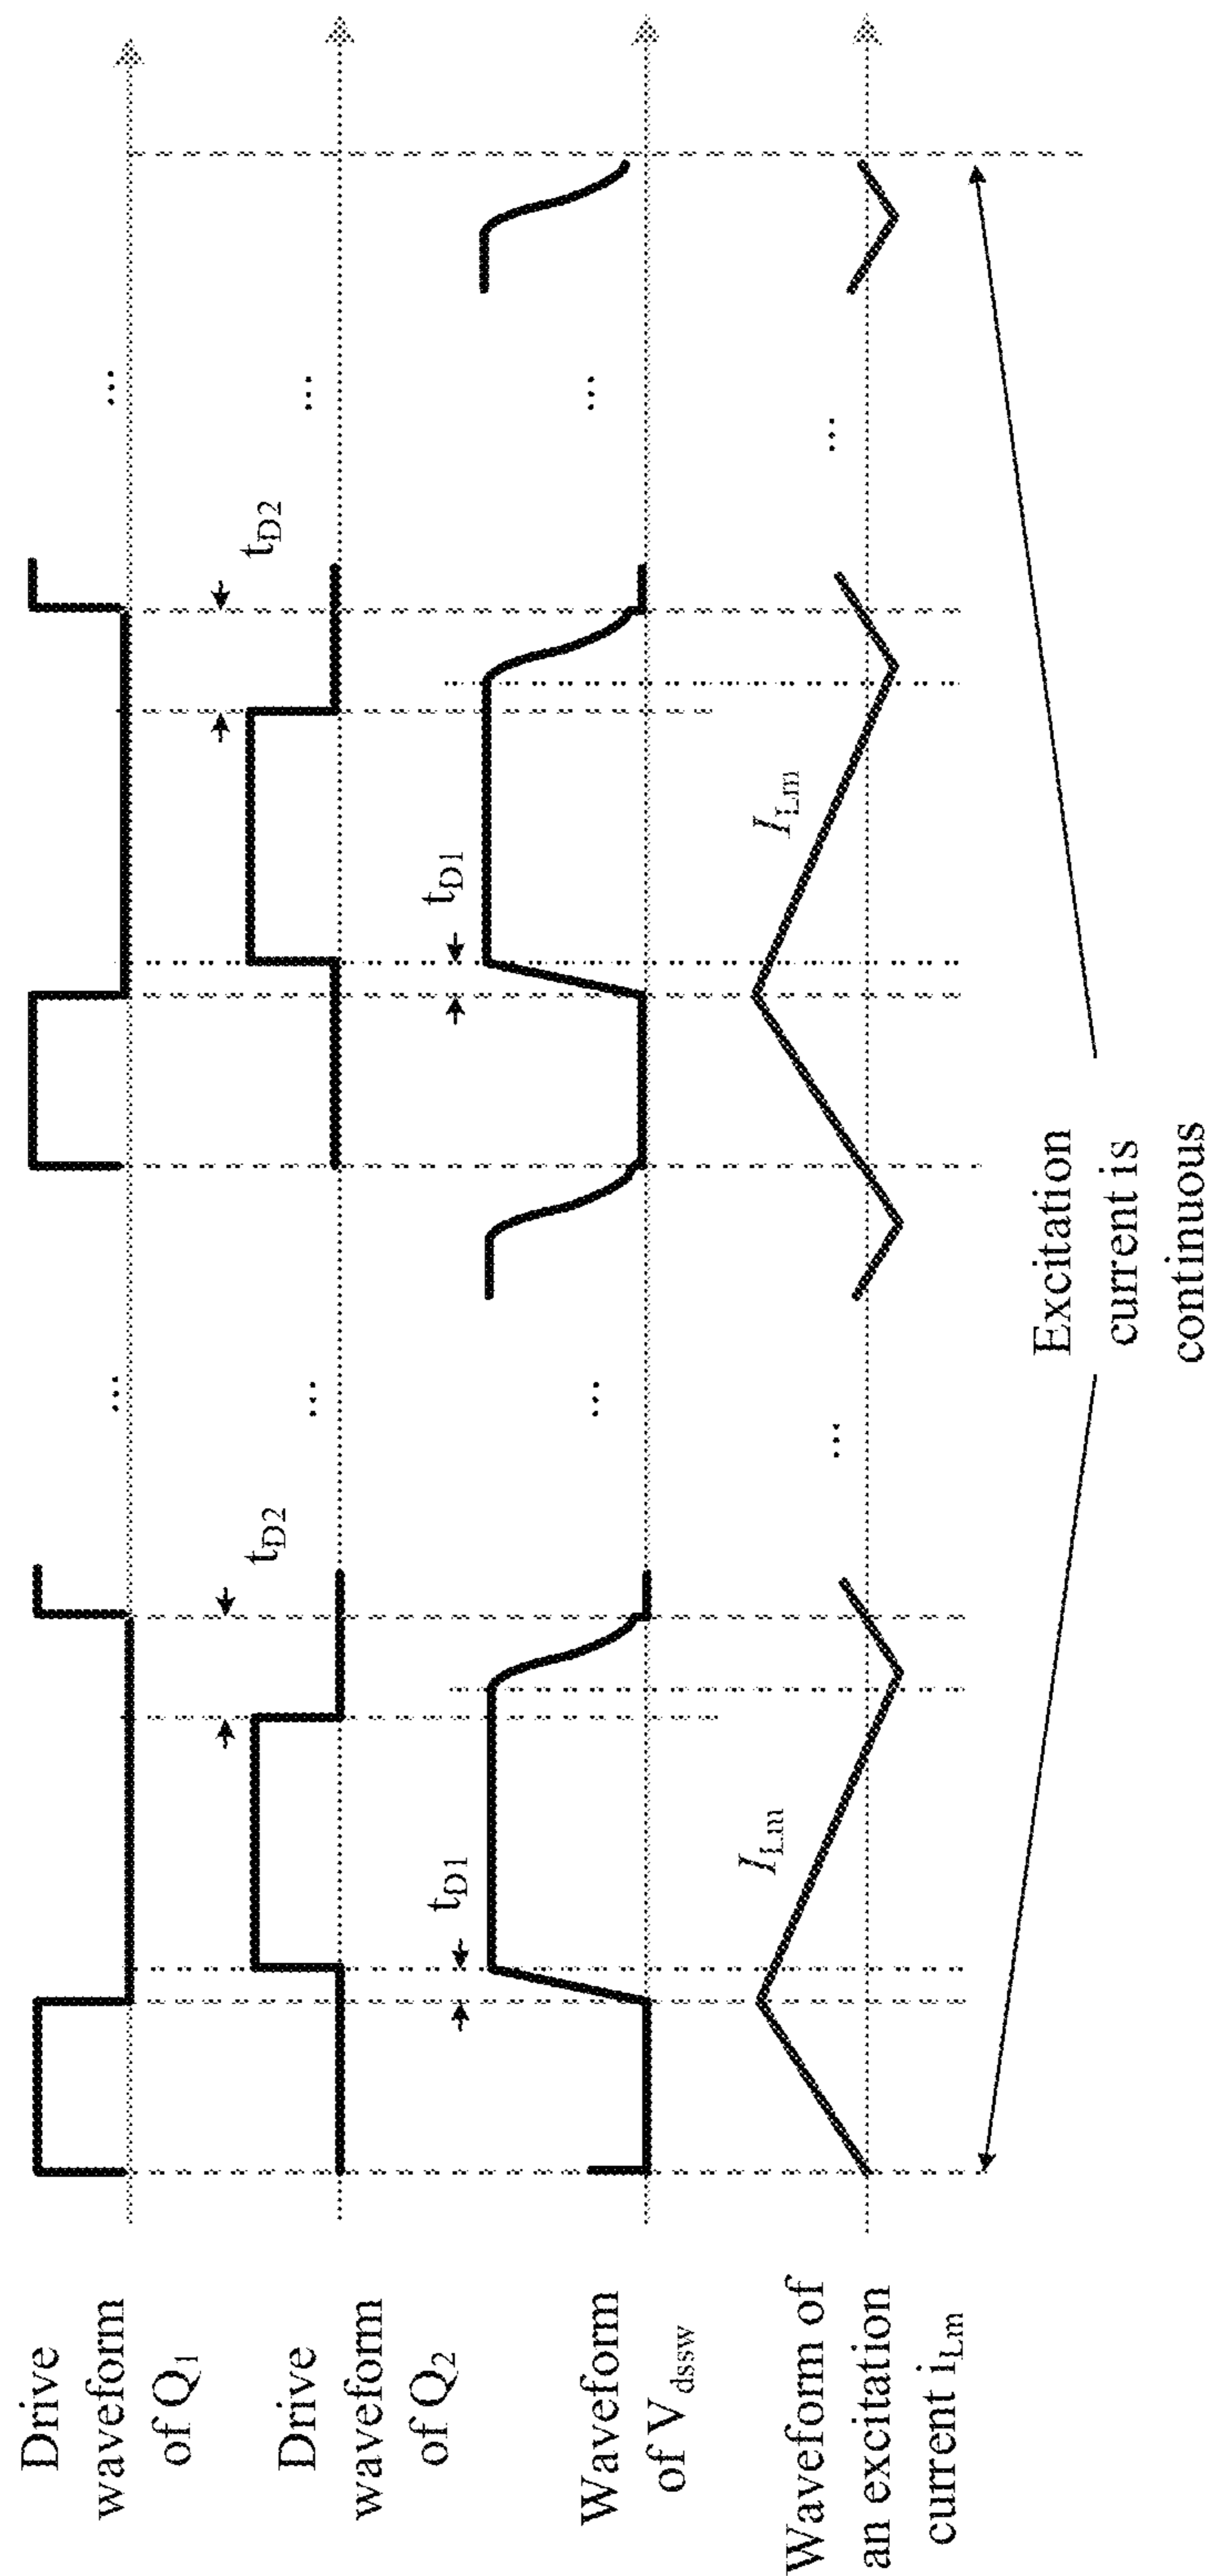 Drive
waveform
of Q1
Drive
waveform
of Q2
Waveform
of Vdssw
Waveform of
an excitation
current iLm
...
...
tD2
tD2
...
...
tD1
tD1
...
...
ILm
ILm
...
...
Excitation
current is
continuous